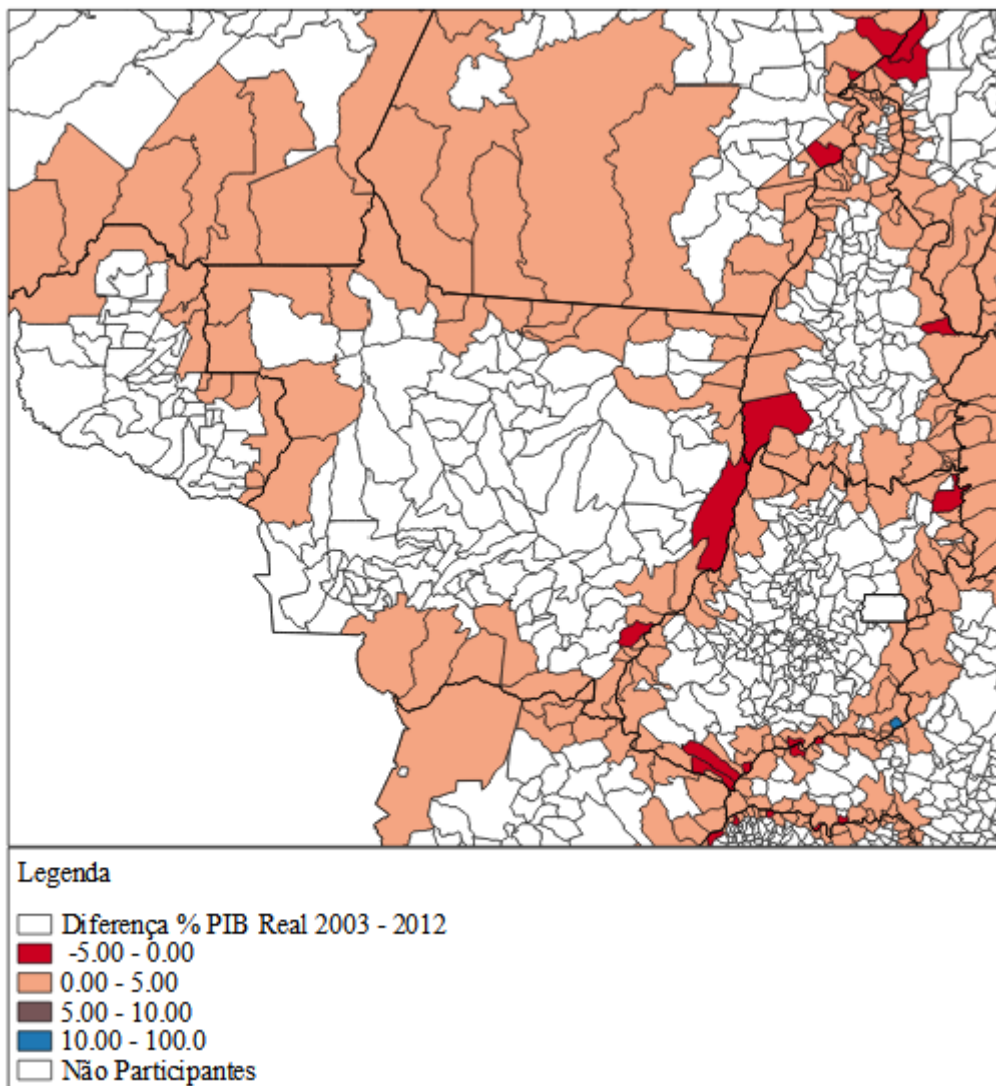 Legenda
Diferença % PIB Real 2003 - 2012
-5.00 - 0.00
0.00 - 5.00
5.00 - 10.00
10.00 - 100.0
Não Participantes